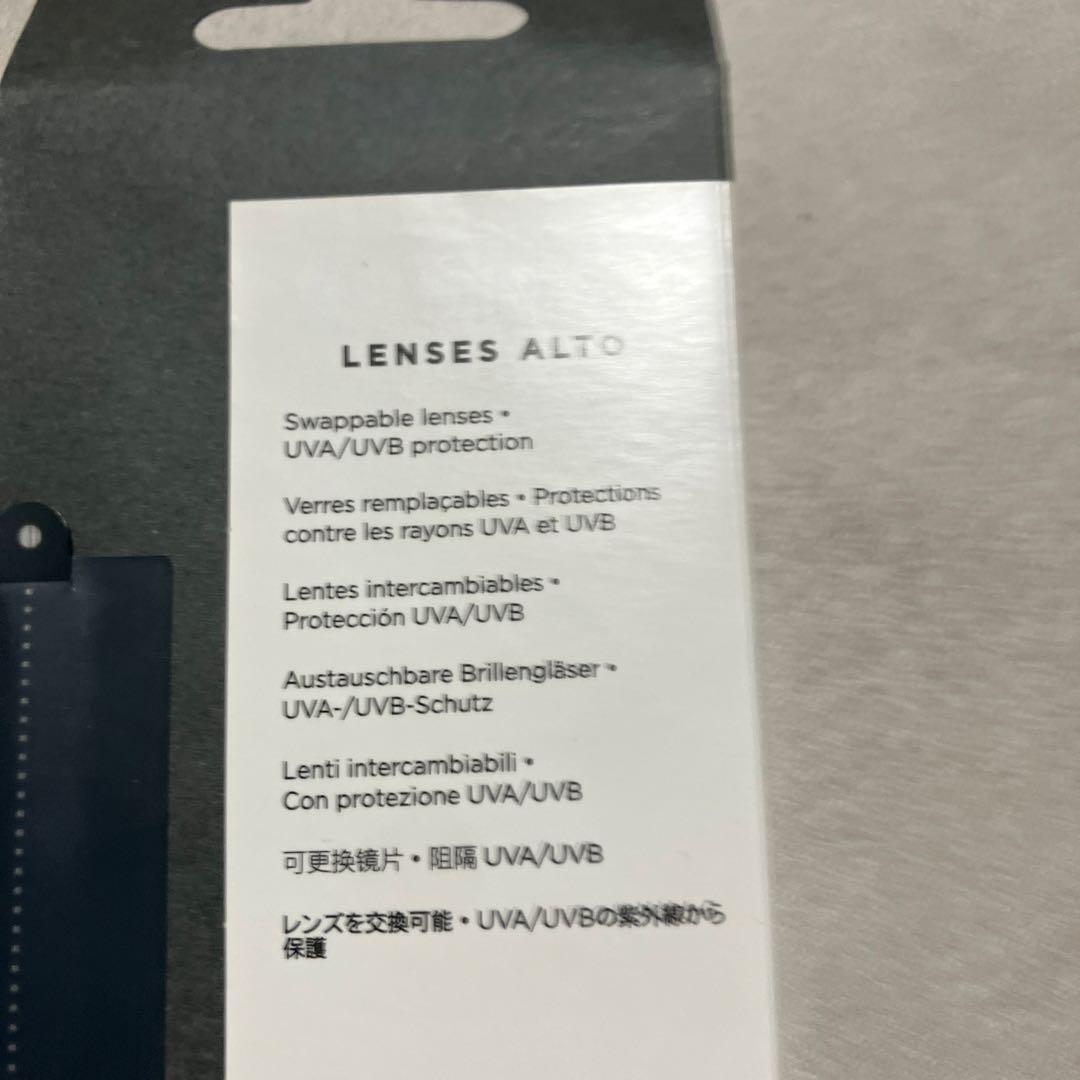 LENSES ALTO
Swappable lenses •
UVA/UVB protection
Verres remplaçables • Protections
contre les rayons UVA et UVB
Lentes intercambiables •
Protección UVA/UVB
Austauschbare Brillengläser •
UVA-/UVB-Schutz
Lenti intercambiabili •
Con protezione UVA/UVB
可更换镜片 • 阻隔 UVA/UVB
レンズを交換可能 • UVA/UVBの紫外線から
保護